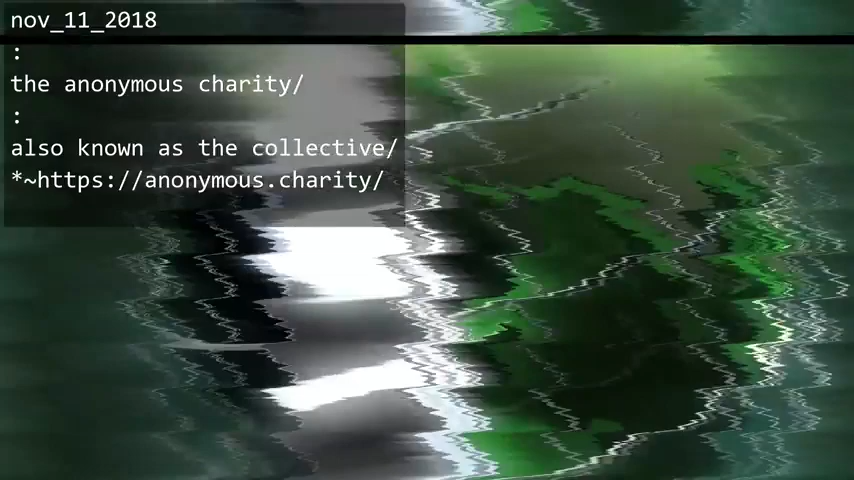 nov_11_2018
:
the anonymous charity/
:
also known as the collective/
*~https://anonymous.charity/